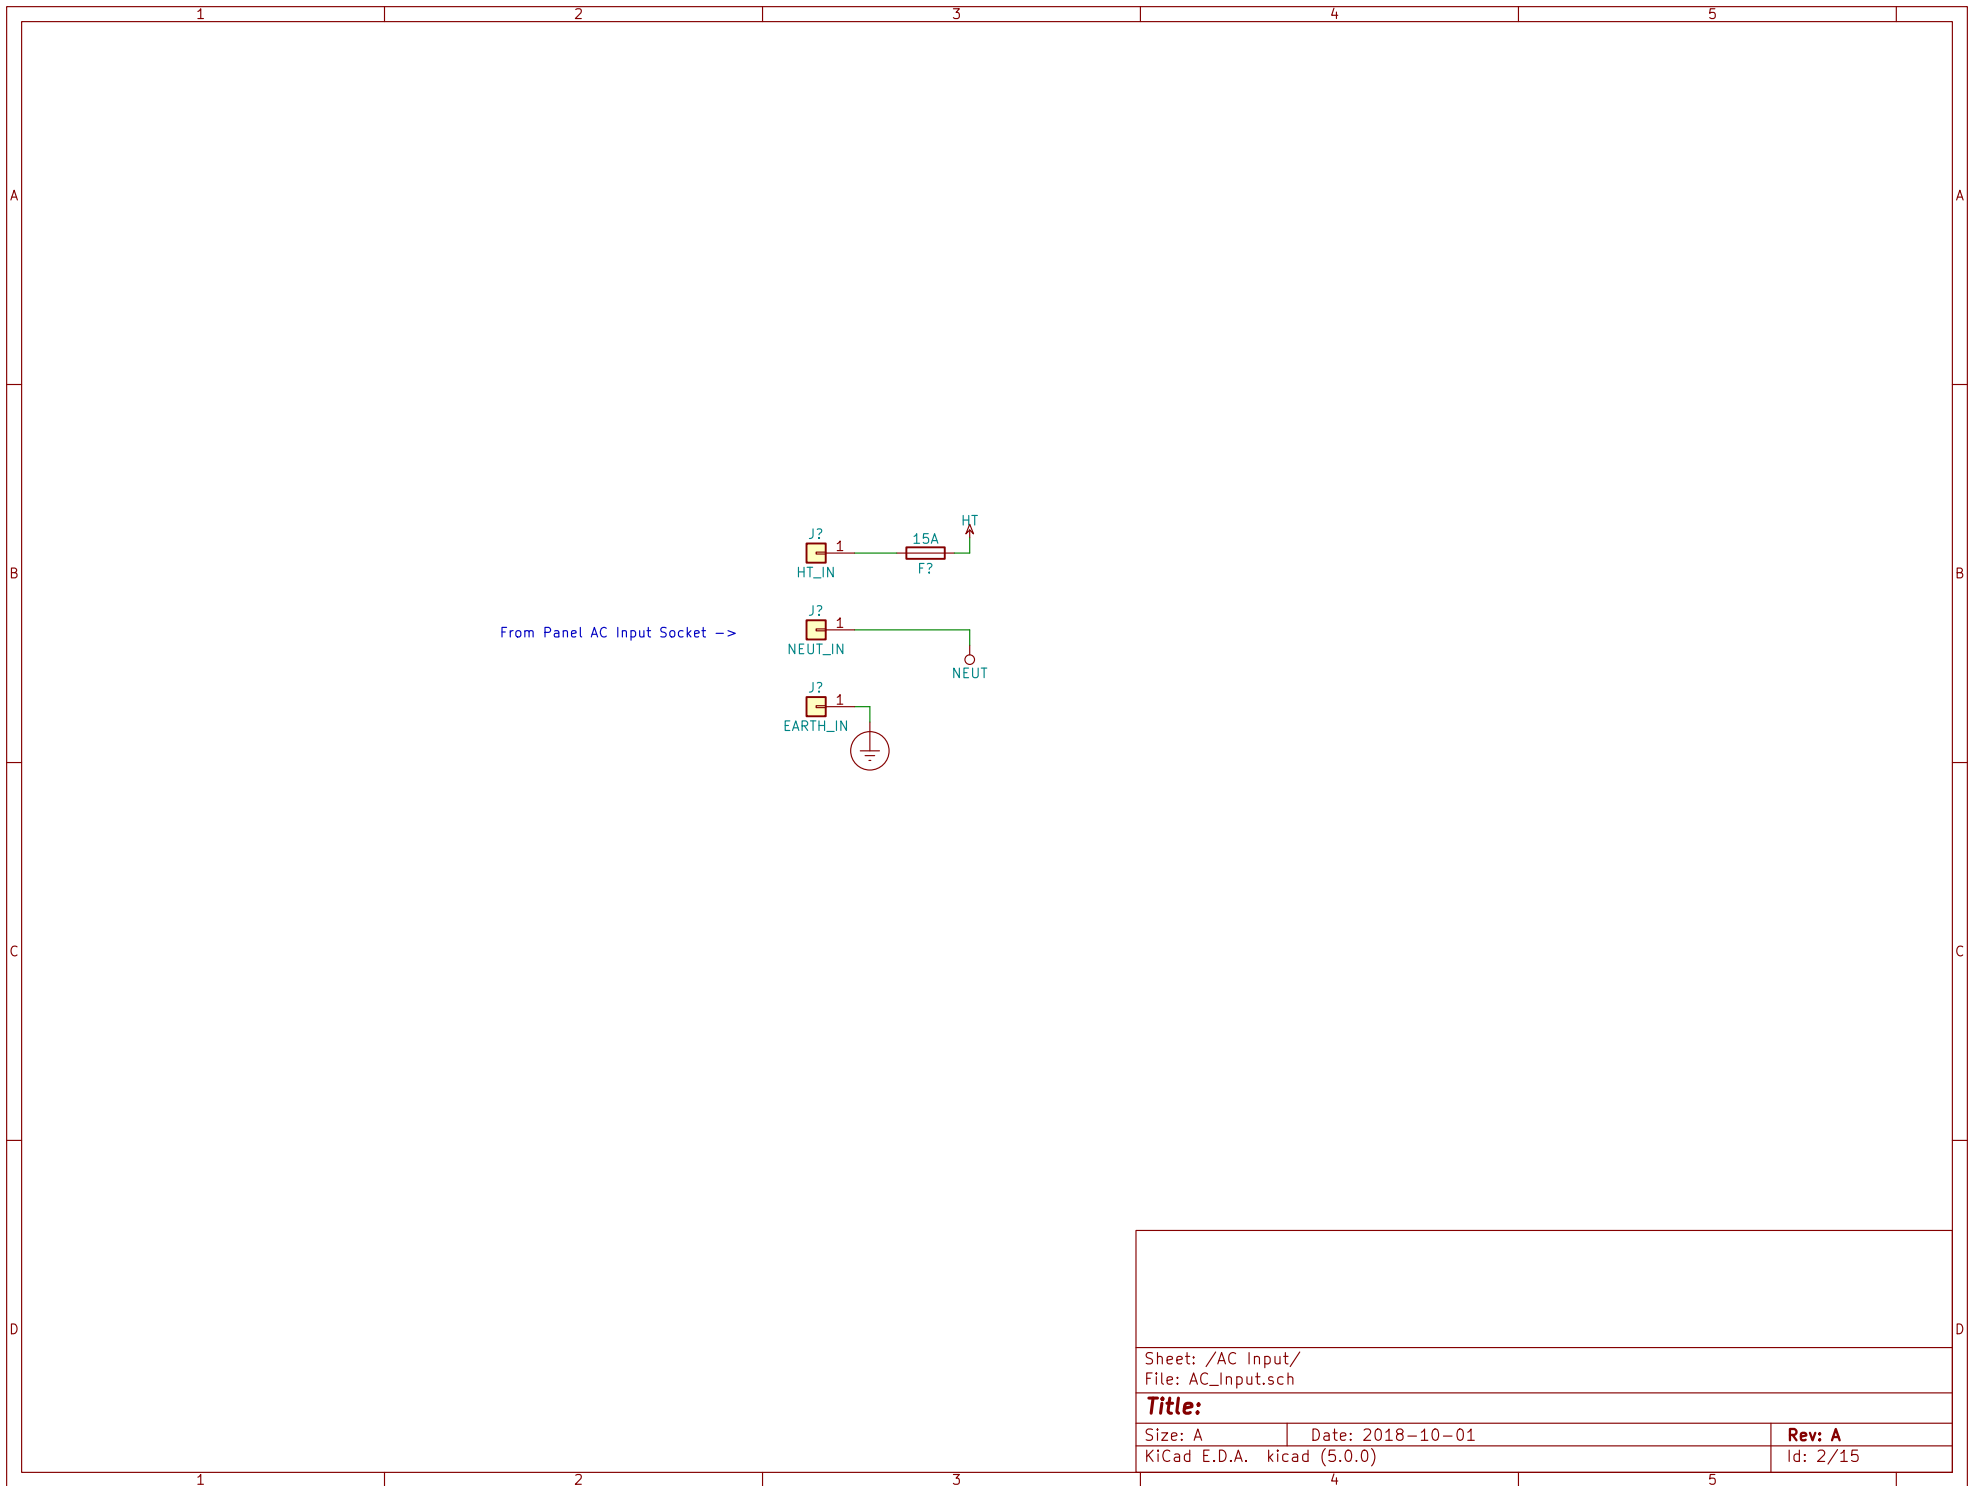 1 2 3 4 5
A A
HT
J? 15A
1
HT_IN F?
B B
J?
1
From Panel AC Input Socket ->
NEUT_IN
NEUT
J?
1
EARTH_IN
C C
D D
Sheet: /AC Input/
File: AC_Input.sch
Title:
Size: A Date: 2018-10-01 Rev: A
KiCad E.D.A. kicad (5.0.0) Id: 2/15
1 2 3 4 5